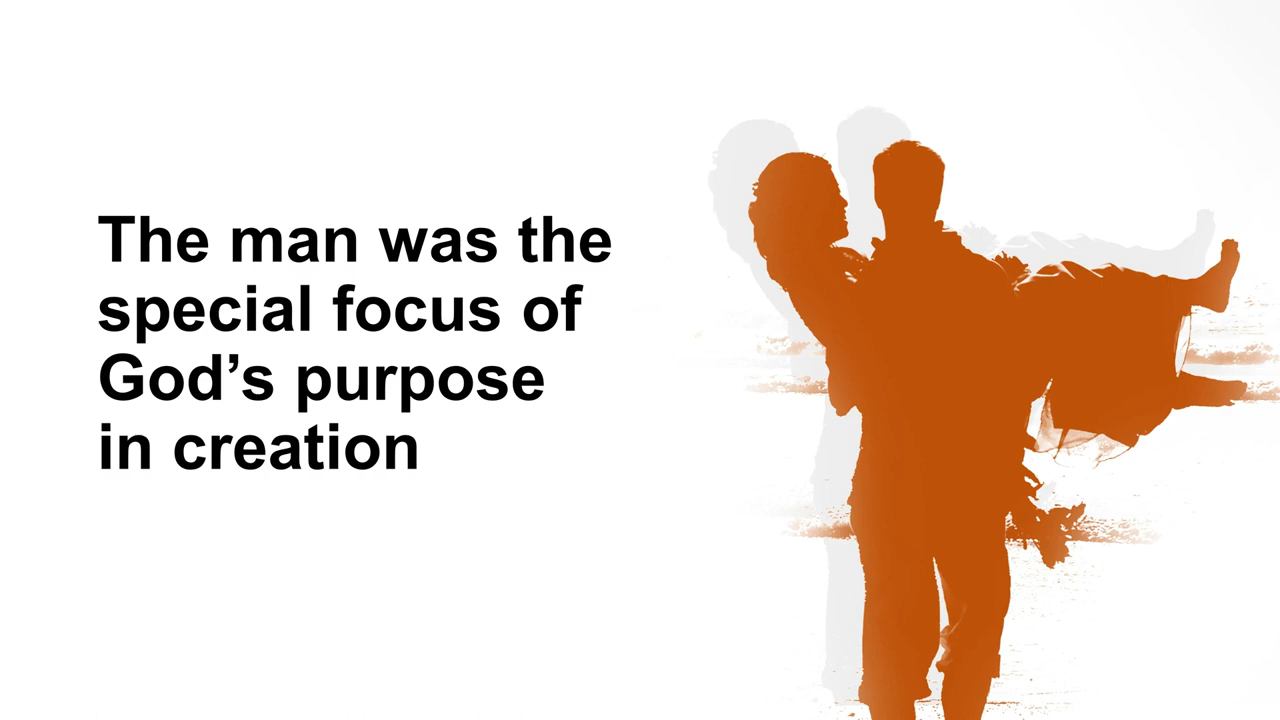 The man was the
special focus of
God’s purpose
in creation